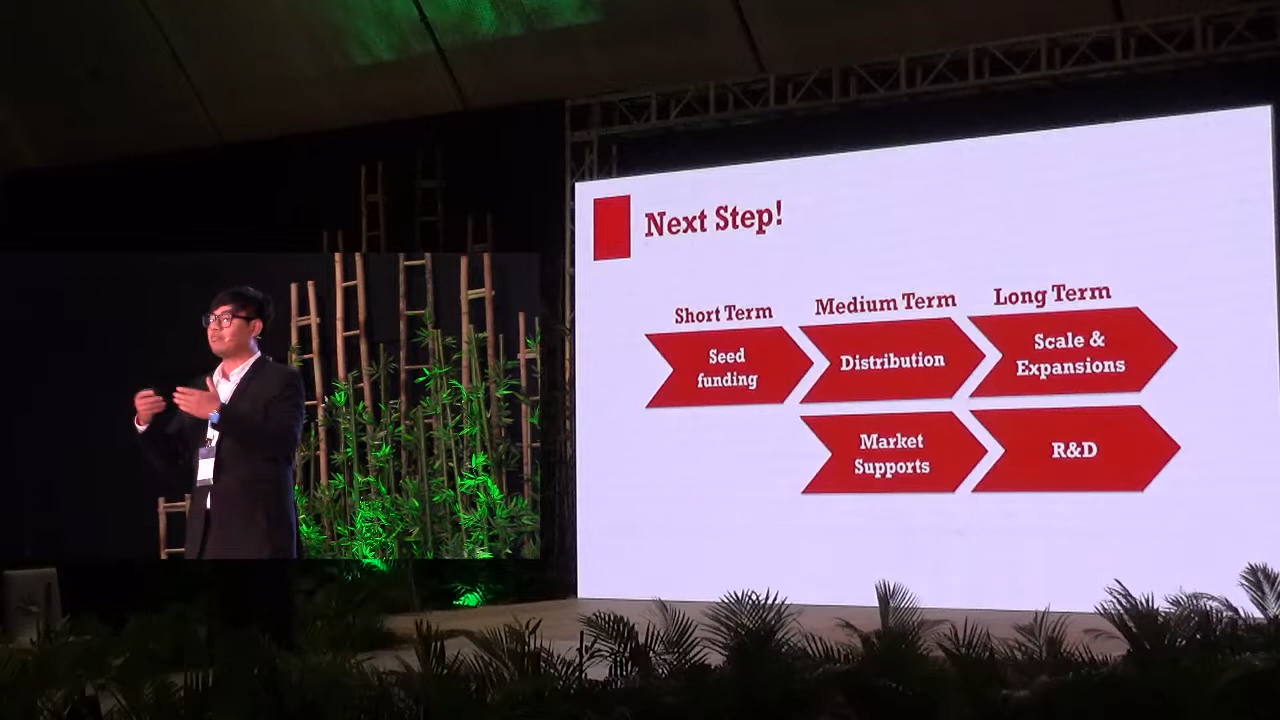 Next Step!
Short Term
Medium Term
Long Term
Seed
funding
Distribution
Scale &
Expansions
Market
Supports
R&D